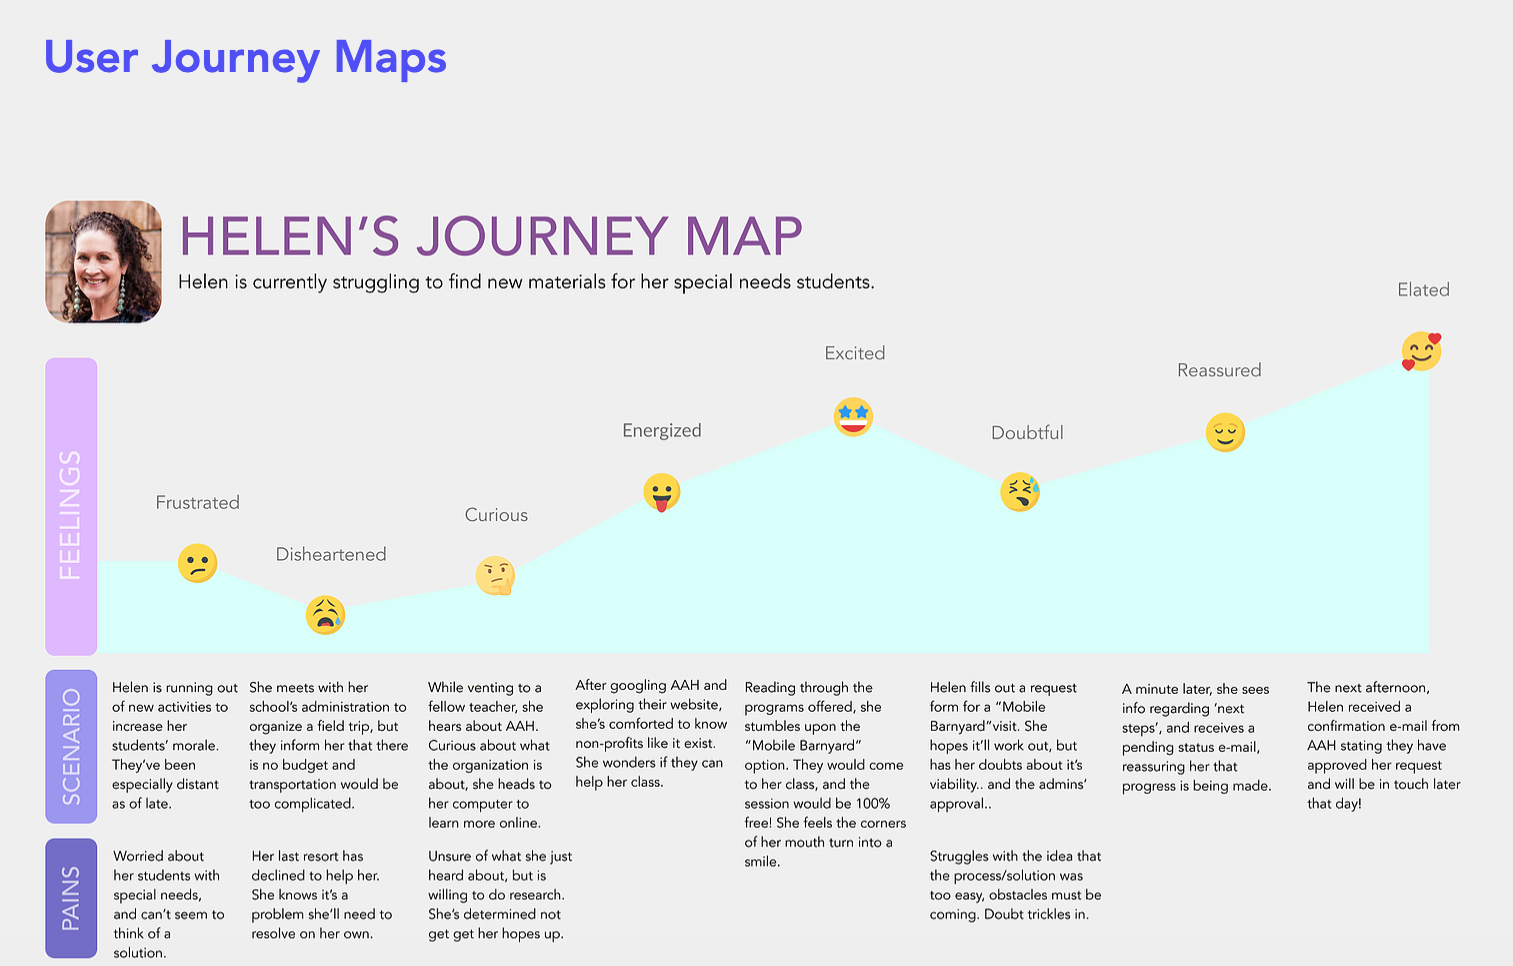 User Journey Maps
HELEN'S JOURNEY MAP
Helen is currently struggling to find new materials for her special needs students.
FEELINGS
Frustrated
Disheartened
Curious
Energized
Excited
Doubtful
Reassured
Elated
SCENARIO
Helen is running out
of new activities to
increase her
students' morale.
They've been
especially distant
as of late.
She meets with her
school's administration to
organize a field trip, but
they inform her that there
is no budget and
transportation would be
too complicated.
While venting to a
fellow teacher, she
hears about AAH.
Curious about what
the organization is
about, she heads to
her computer to
learn more online.
After googling AAH and
exploring their website,
she's comforted to know
non-profits like it exist.
She wonders if they can
help her class.
Reading through the
programs offered, she
stumbles upon the
“Mobile Barnyard”
option. They would come
to her class, and the
session would be 100%
free! She feels the corners
of her mouth turn into a
smile.
Helen fills out a request
form for a “Mobile
Barnyard”visit. She
hopes it'll work out, but
has her doubts about it's
viability.. and the admins'
approval..
A minute later, she sees
info regarding ‘next
steps’, and receives a
pending status e-mail,
reassuring her that
progress is being made.
The next afternoon,
Helen received a
confirmation e-mail from
AAH stating they have
approved her request
and will be in touch later
that day!
PAINS
Worried about
her students with
special needs,
and can't seem to
think of a
solution.
Her last resort has
declined to help her.
She knows it's a
problem she'll need to
resolve on her own.
Unsure of what she just
heard about, but is
willing to do research.
She's determined not
get get her hopes up.
Struggles with the idea that
the process/solution was
too easy, obstacles must be
coming. Doubt trickles in.